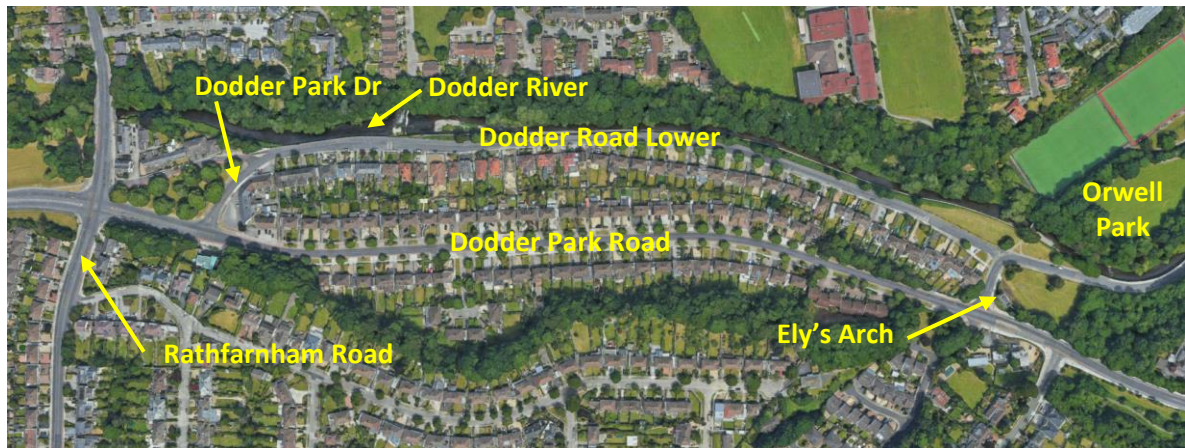 Dodder Park Dr
Dodder River
Dodder Road Lower
Orwell
Park
Dodder Park Road
Ely's Arch
Rathfarnham Road